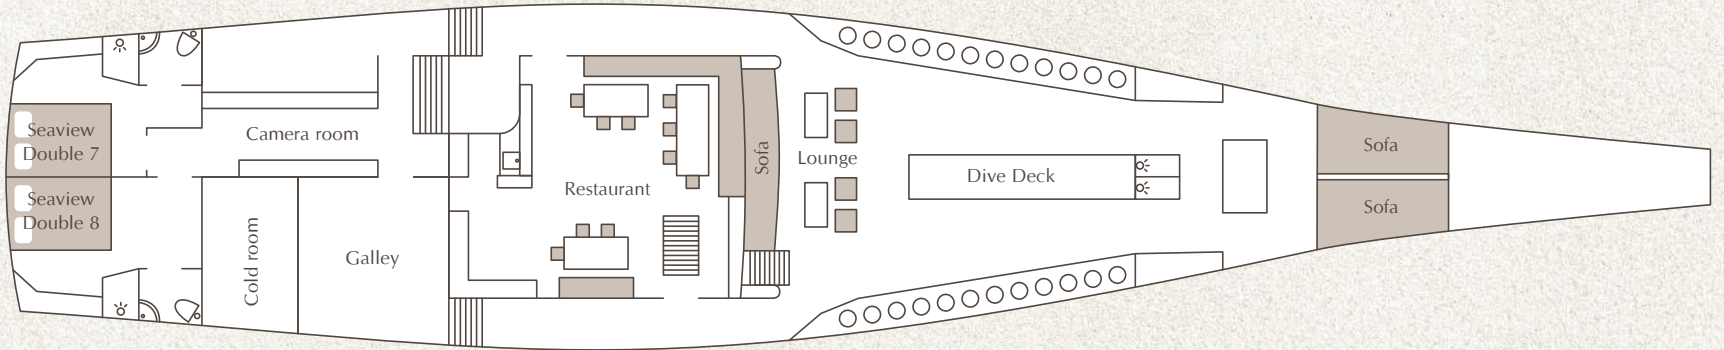 Seaview
Double 7
Seaview
Double 8
Camera room
Cold room
Galley
Restaurant
Sofa
Lounge
Dive Deck
Sofa
Sofa